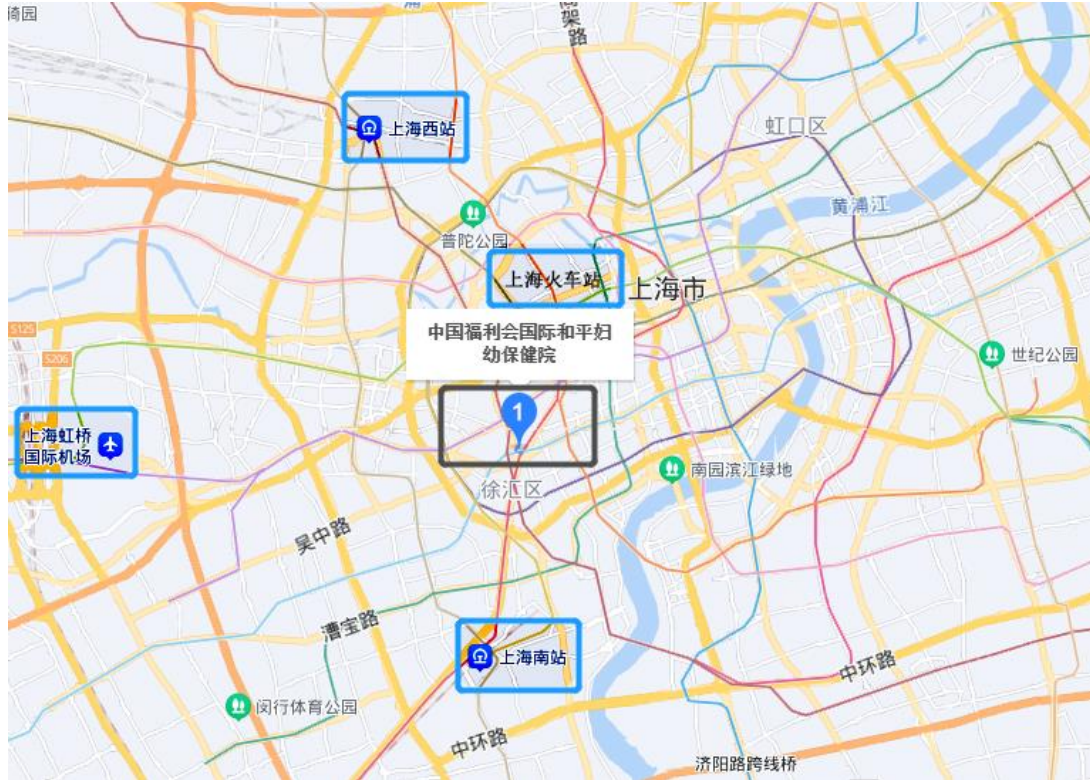 上海西站
架路
虹口区
黄浦江
普陀公园
上海火车站
上海市
S125
中国福利会国际和平妇
幼保健院
S206
世纪公园
1
上海虹桥
国际机场
南园滨江绿地
徐汇区
吴中路
漕宝路
上海南站
中环路
闵行体育公园
中环路
济阳路跨线桥